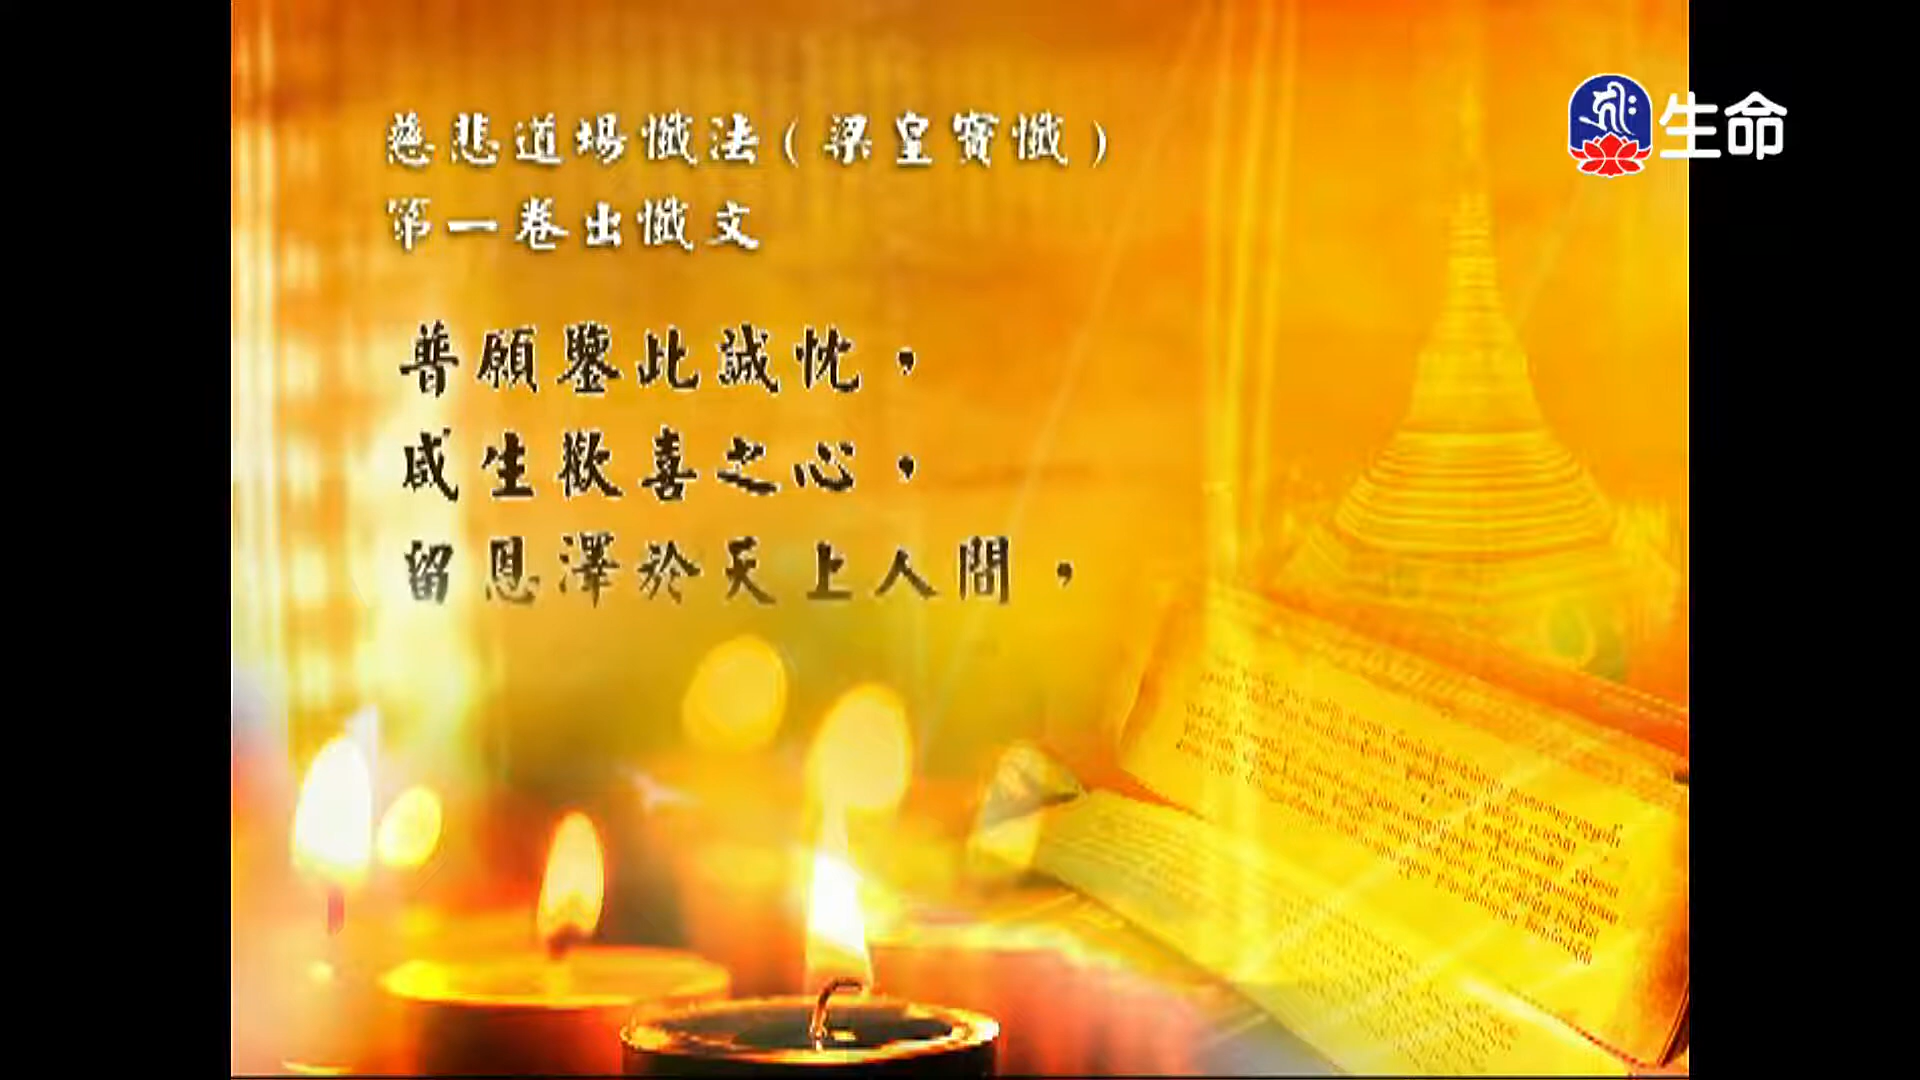 慈悲道場懺法(梁皇寶懺)
第一卷出懺文
普願鑒此誠忱,
咸生歡喜之心,
留恩澤於天上人間,
生命